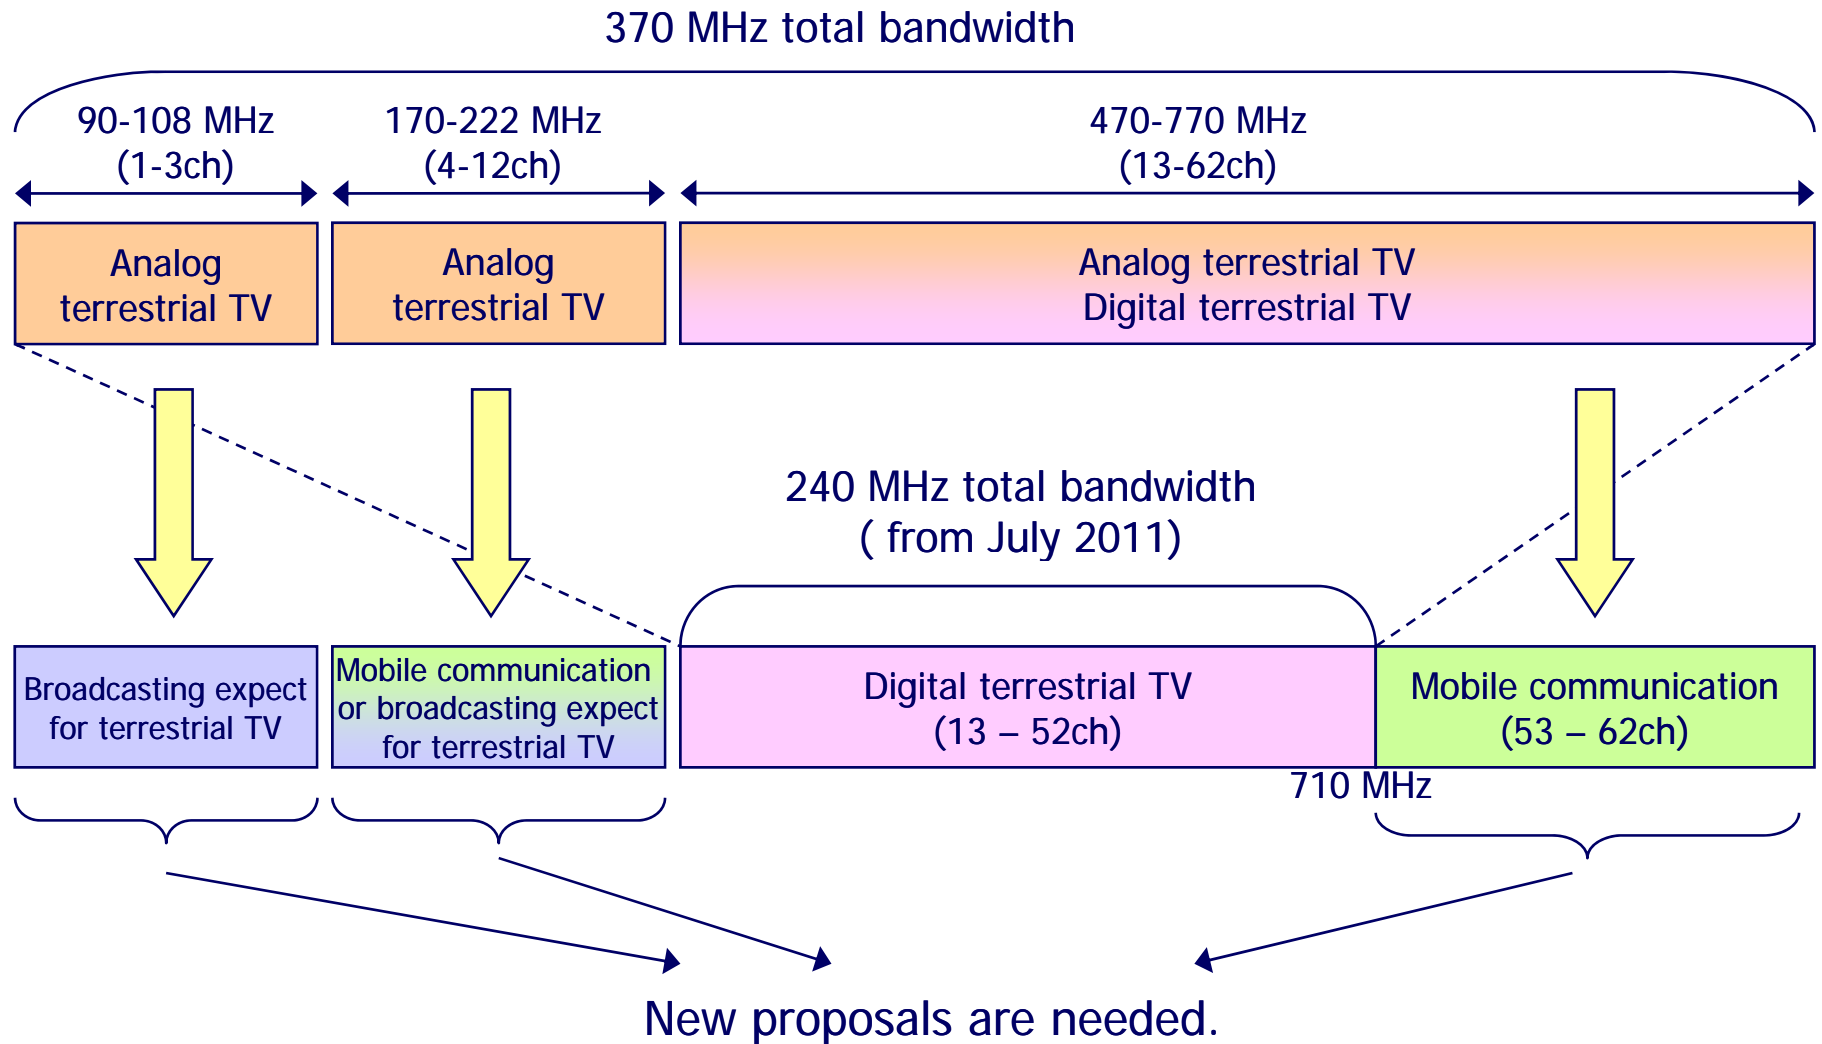 370 MHz total bandwidth
90-108 MHz
(1-3ch)
170-222 MHz
(4-12ch)
470-770 MHz
(13-62ch)
Analog
terrestrial TV
Analog
terrestrial TV
Analog terrestrial TV
Digital terrestrial TV
240 MHz total bandwidth
( from July 2011)
Broadcasting expect
for terrestrial TV
Mobile communication
or broadcasting expect
for terrestrial TV
Digital terrestrial TV
(13 – 52ch)
Mobile communication
(53 – 62ch)
710 MHz
New proposals are needed.